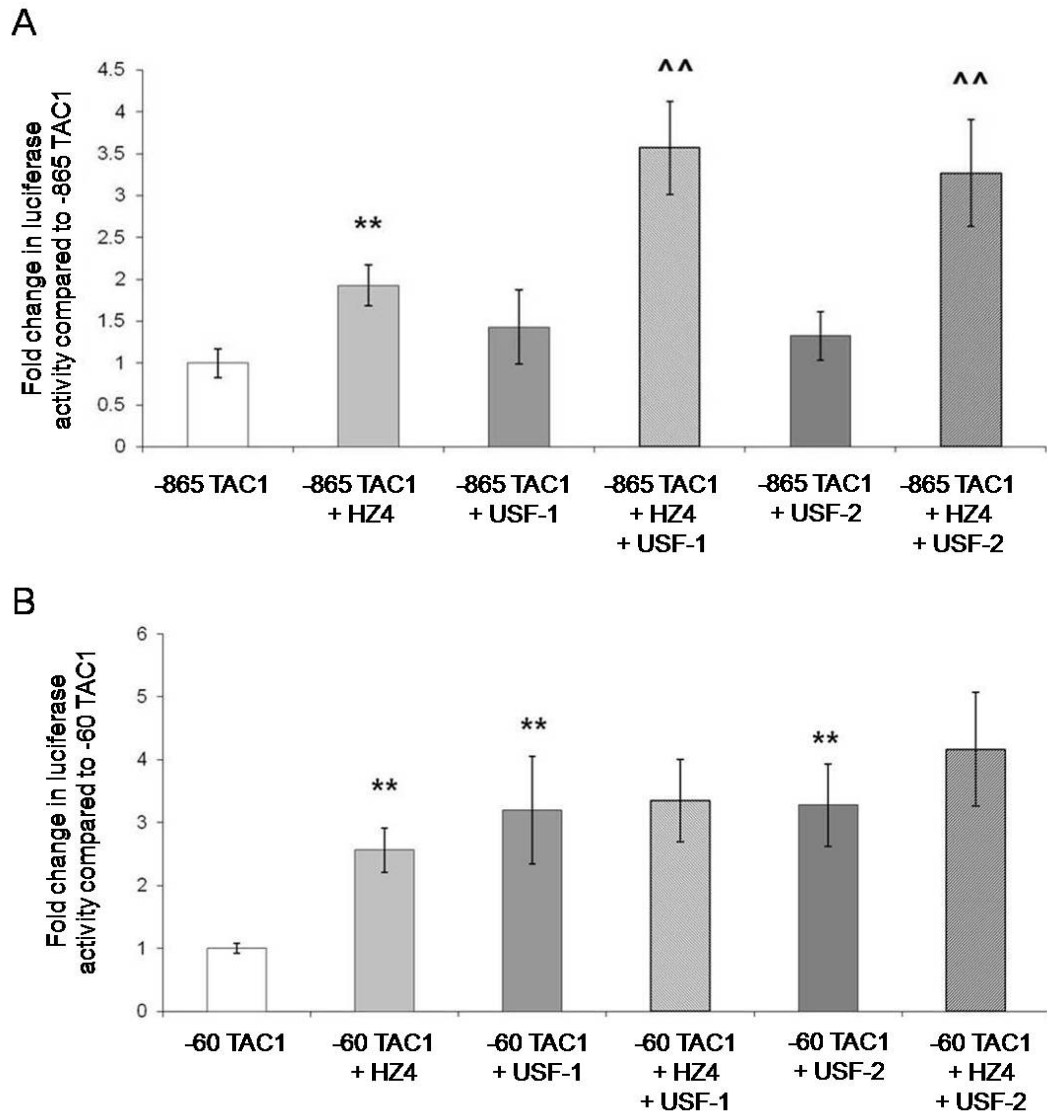 A
Fold change in luciferase
activity compared to -865 TAC1
4.5
4
3.5
3
2.5
2
1.5
1
0.5
0
**
^^
^^
-865 TAC1
-865 TAC1
+ HZ4
-865 TAC1
+ USF-1
-865 TAC1
+ HZ4
+ USF-1
-865 TAC1
+ USF-2
-865 TAC1
+ HZ4
+ USF-2
B
Fold change in luciferase
activity compared to -60 TAC1
6
5
4
3
2
1
0
**
**
**
-60 TAC1
-60 TAC1
+ HZ4
-60 TAC1
+ USF-1
-60 TAC1
+ HZ4
+ USF-1
-60 TAC1
+ USF-2
-60 TAC1
+ HZ4
+ USF-2